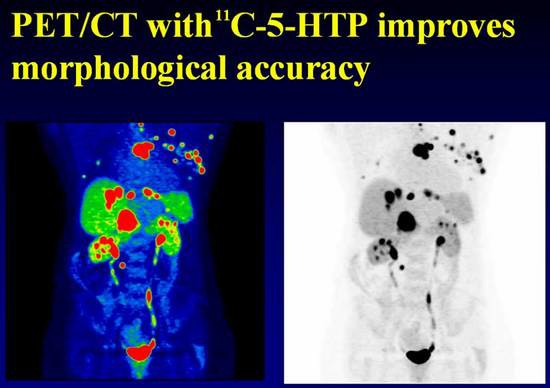 PET/CT with ¹¹C-5-HTP improves
morphological accuracy